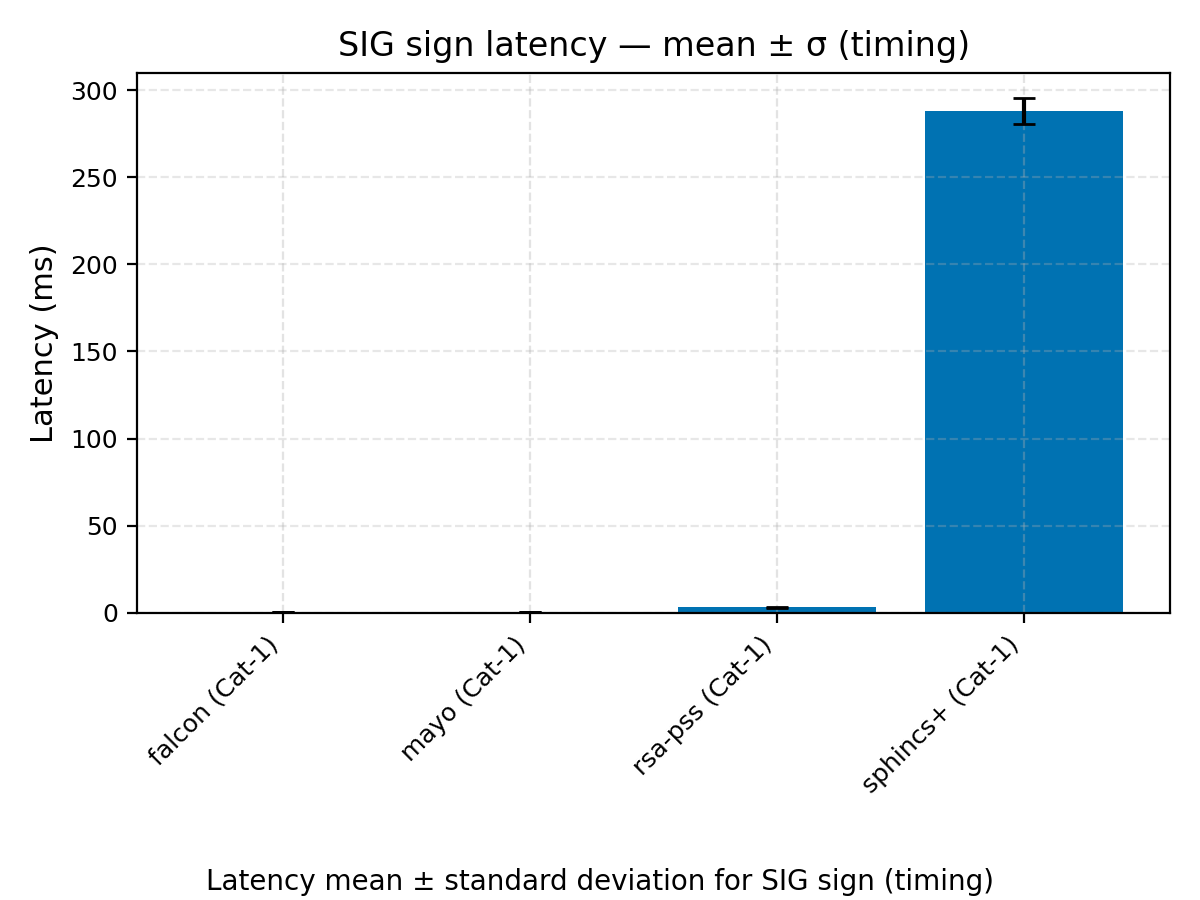 SIG sign latency — mean ± σ (timing)
Latency (ms)
300
250
200
150
100
50
0
falcon (Cat-1)
mayo (Cat-1)
rsa-pss (Cat-1)
sphincs+ (Cat-1)
Latency mean ± standard deviation for SIG sign (timing)